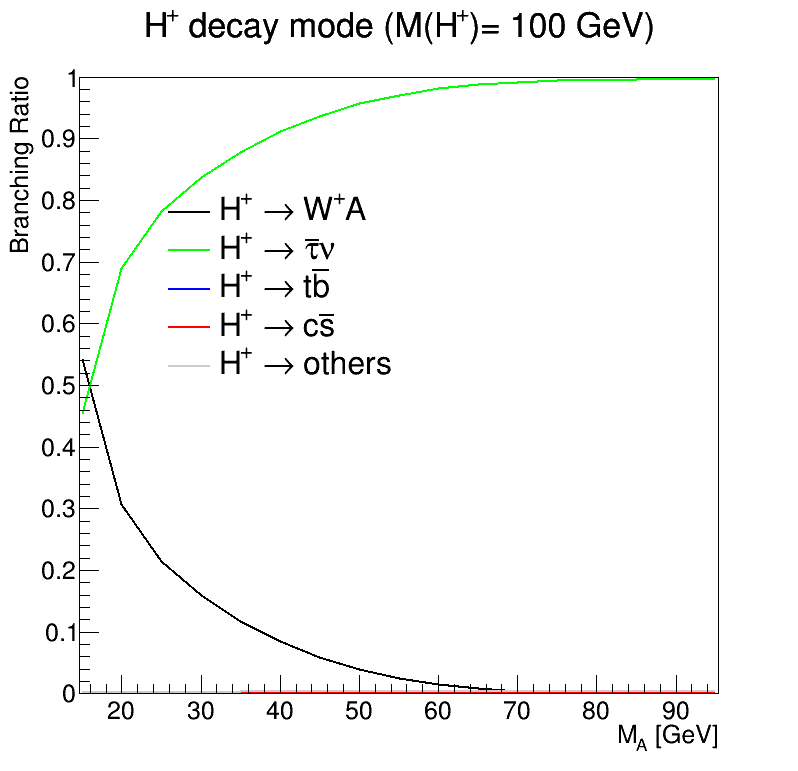 H⁺ decay mode (M(H⁺)= 100 GeV)
Branching Ratio
1
0.9
0.8
0.7
0.6
0.5
0.4
0.3
0.2
0.1
0
H⁺ → W⁺A
H⁺ → τ̄ν
H⁺ → tb̄
H⁺ → cs̄
H⁺ → others
20 30 40 50 60 70 80 90
M_A [GeV]